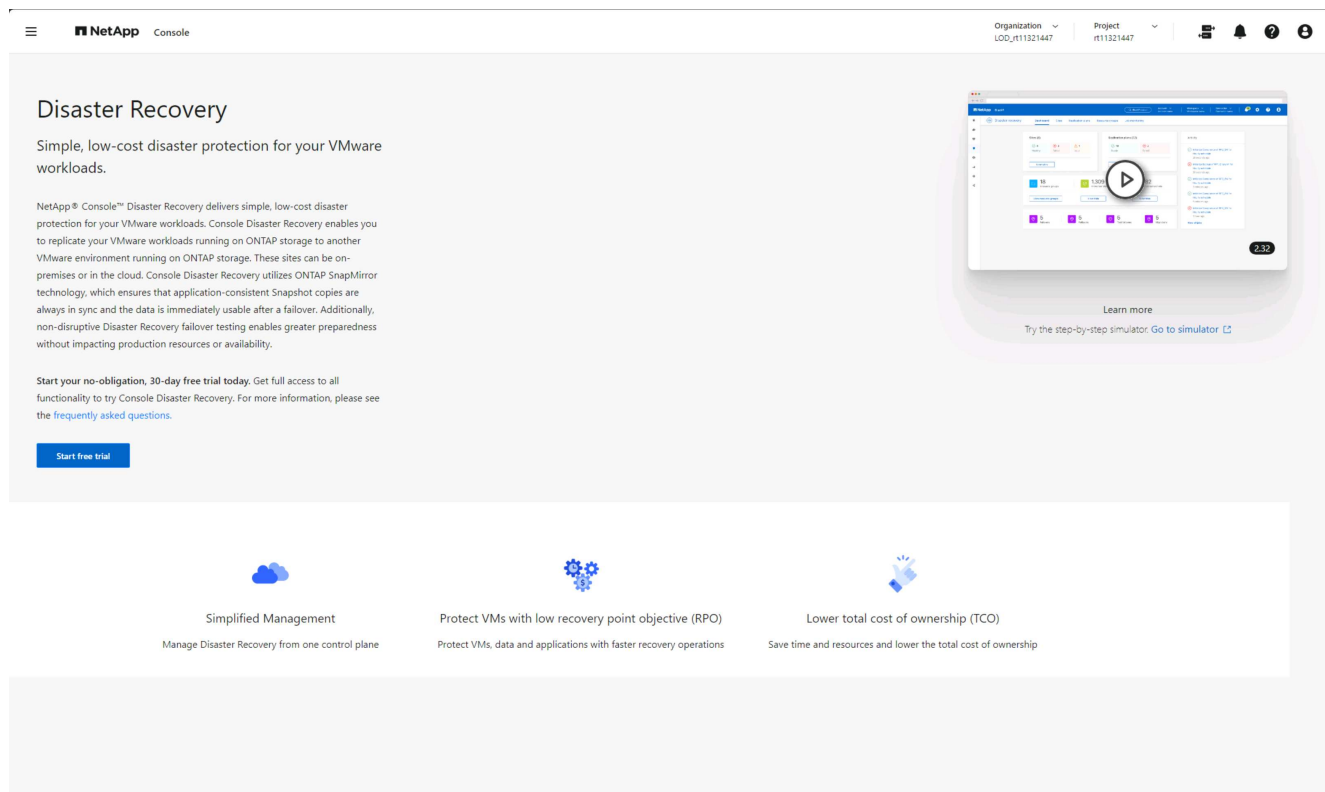 NetApp Console
Organization
LOD_rt11321447
Project
rt11321447
Disaster Recovery
Simple, low-cost disaster protection for your VMware
workloads.
NetApp® Console™ Disaster Recovery delivers simple, low-cost disaster
protection for your VMware workloads. Console Disaster Recovery enables you
to replicate your VMware workloads running on ONTAP storage to another
VMware environment running on ONTAP storage. These sites can be on-
premises or in the cloud. Console Disaster Recovery utilizes ONTAP SnapMirror
technology, which ensures that application-consistent Snapshot copies are
always in sync and the data is immediately usable after a failover. Additionally,
non-disruptive Disaster Recovery failover testing enables greater preparedness
without impacting production resources or availability.
Start your no-obligation, 30-day free trial today. Get full access to all
functionality to try Console Disaster Recovery. For more information, please see
the frequently asked questions.
Start free trial
2:32
Learn more
Try the step-by-step simulator. Go to simulator
Simplified Management
Manage Disaster Recovery from one control plane
Protect VMs with low recovery point objective (RPO)
Protect VMs, data and applications with faster recovery operations
Lower total cost of ownership (TCO)
Save time and resources and lower the total cost of ownership